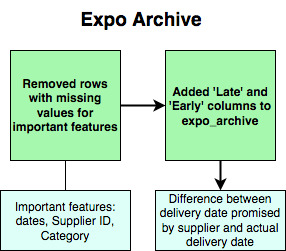 Expo Archive
Removed rows
with missing
values for
important features
Added 'Late' and
'Early' columns to
expo_archive
Important features:
dates, Supplier ID,
Category
Difference between
delivery date promised
by supplier and actual
delivery date